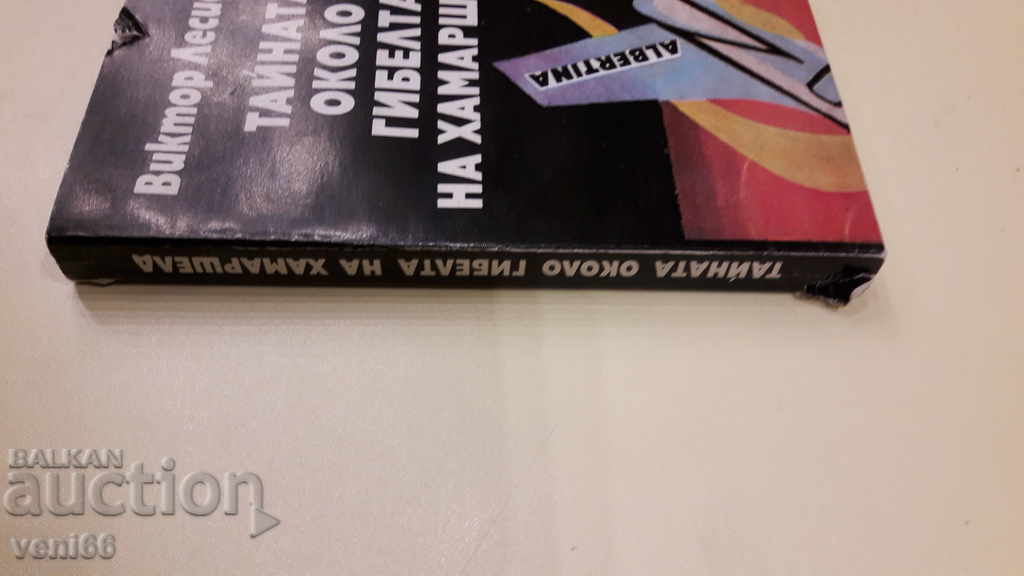 Виктор Леси
ТАЙНАТА
ОКОЛО
ГИБЕЛТА
НА ХАМАРШ
ALBERTINA
ТАЙНАТА ОКОЛО ГИБЕЛТА НА ХАМАРШЕЛД
BALKAN
auction
veni66